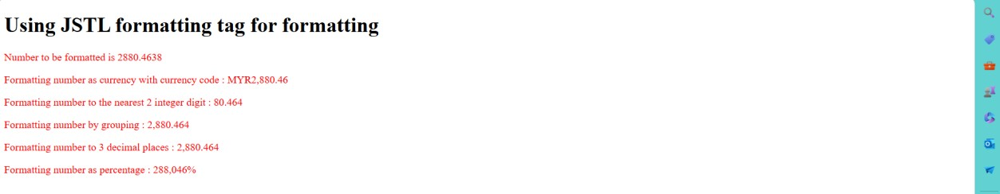 Using JSTL formatting tag for formatting
Number to be formatted is 2880.4638
Formatting number as currency with currency code : MYR2,880.46
Formatting number to the nearest 2 integer digit : 80.464
Formatting number by grouping : 2,880.464
Formatting number to 3 decimal places : 2,880.464
Formatting number as percentage : 288,046%